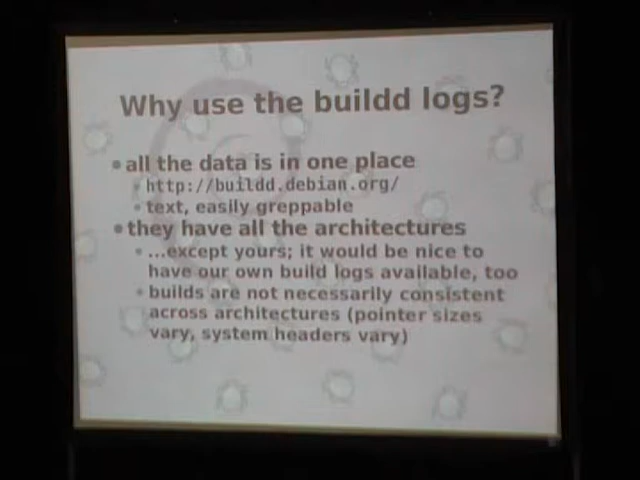 Why use the buildd logs?
• all the data is in one place
• http://buildd.debian.org/
• text, easily greppable
• they have all the architectures
• ...except yours; it would be nice to
have our own build logs available, too
• builds are not necessarily consistent
across architectures (pointer sizes
vary, system headers vary)